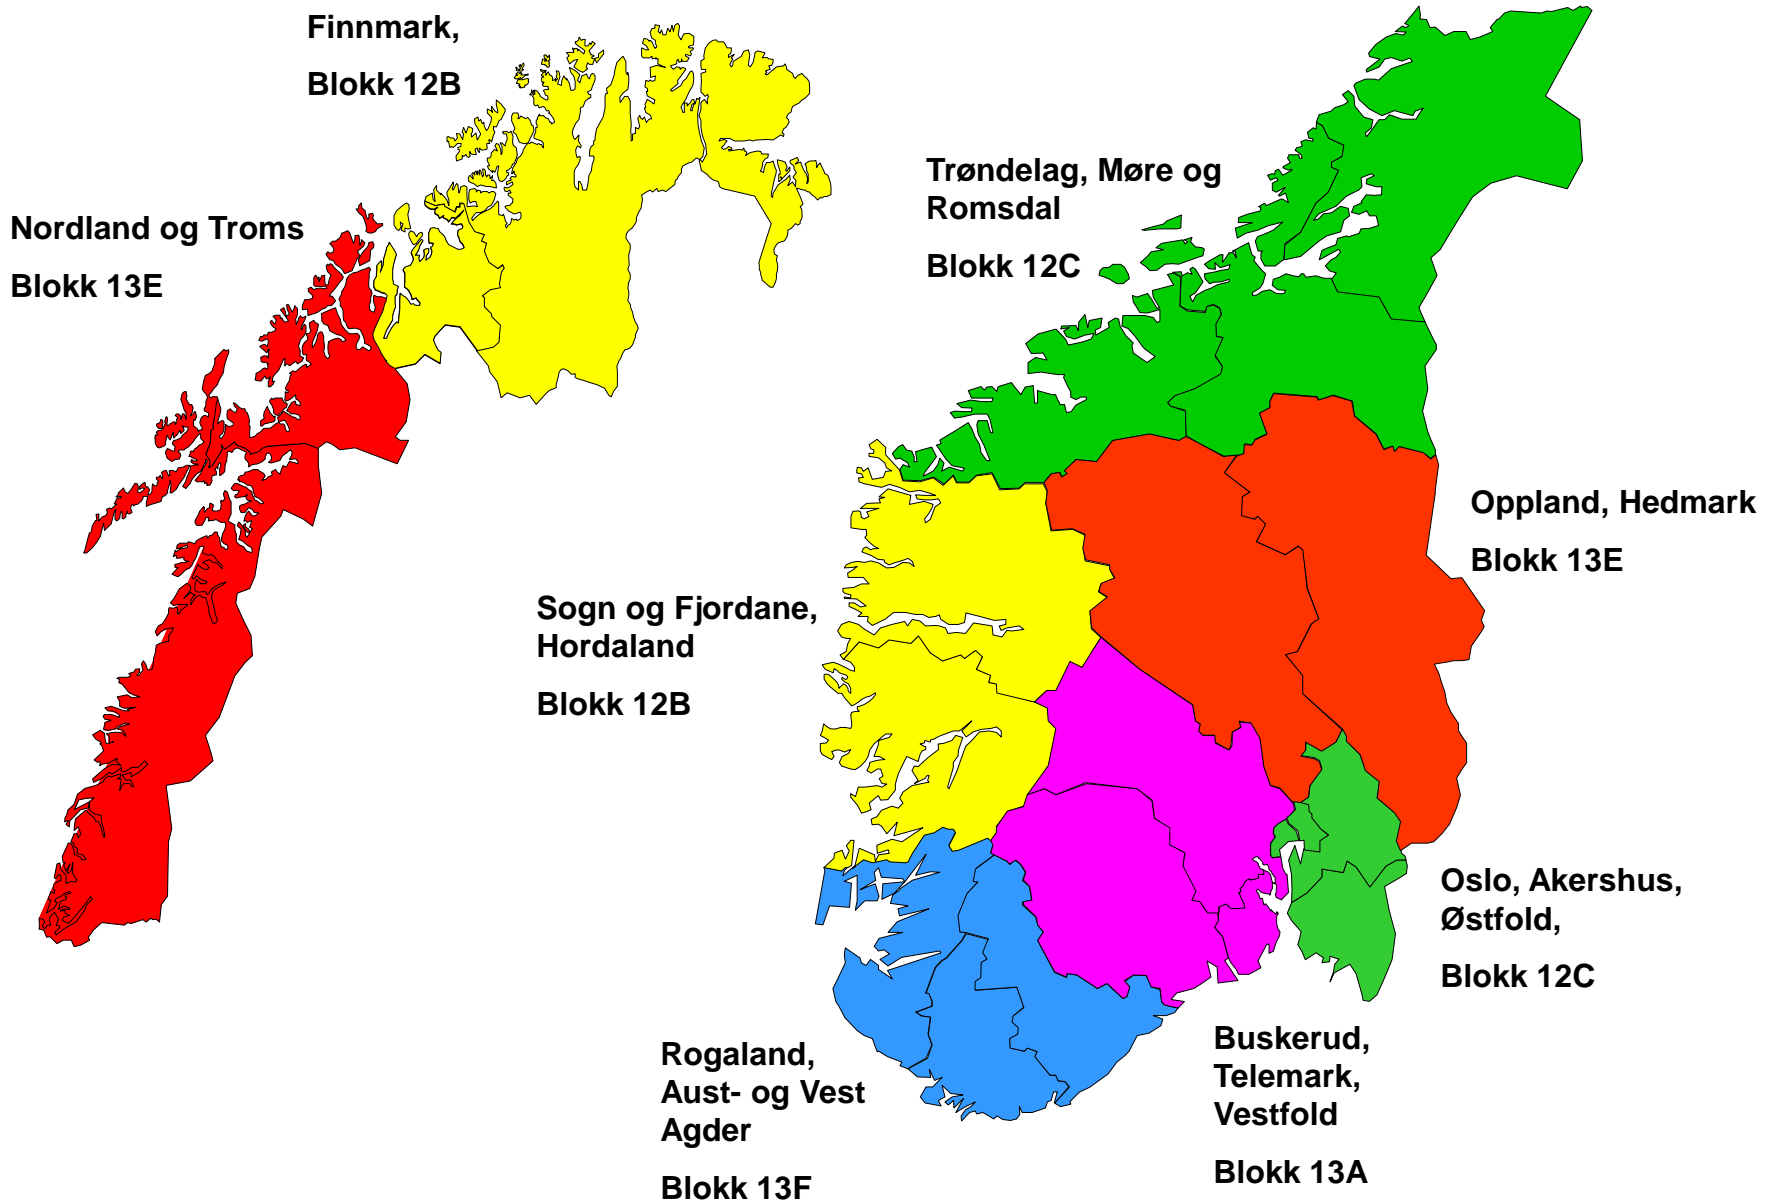 Finnmark,
Blokk 12B
Nordland og Troms
Blokk 13E
Trøndelag, Møre og
Romsdal
Blokk 12C
Oppland, Hedmark
Blokk 13E
Sogn og Fjordane,
Hordaland
Blokk 12B
Oslo, Akershus,
Østfold,
Blokk 12C
Rogaland,
Aust- og Vest
Agder
Blokk 13F
Buskerud,
Telemark,
Vestfold
Blokk 13A